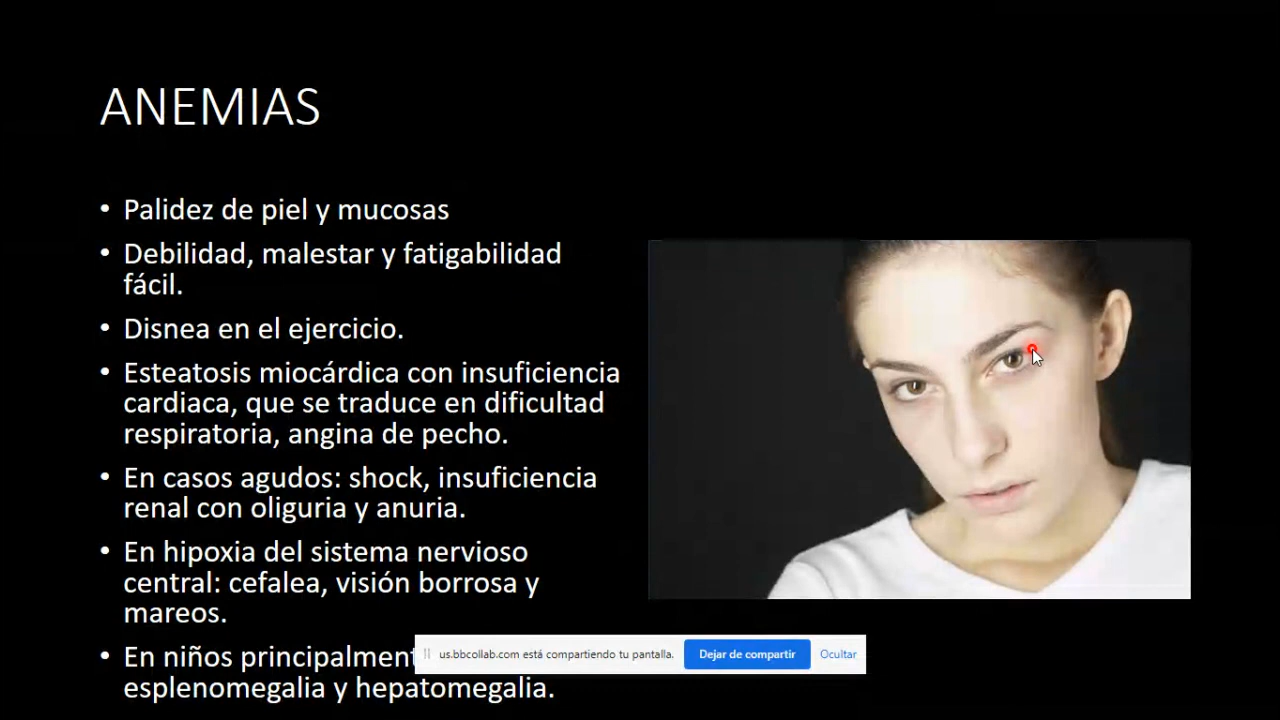 ANEMIAS
• Palidez de piel y mucosas
• Debilidad, malestar y fatigabilidad
fácil.
• Disnea en el ejercicio.
• Esteatosis miocárdica con insuficiencia
cardiaca, que se traduce en dificultad
respiratoria, angina de pecho.
• En casos agudos: shock, insuficiencia
renal con oliguria y anuria.
• En hipoxia del sistema nervioso
central: cefalea, visión borrosa y
mareos.
• En niños principalment
esplenomegalia y hepatomegalia.
us.bbcollab.com está compartiendo tu pantalla.
Dejar de compartir
Ocultar